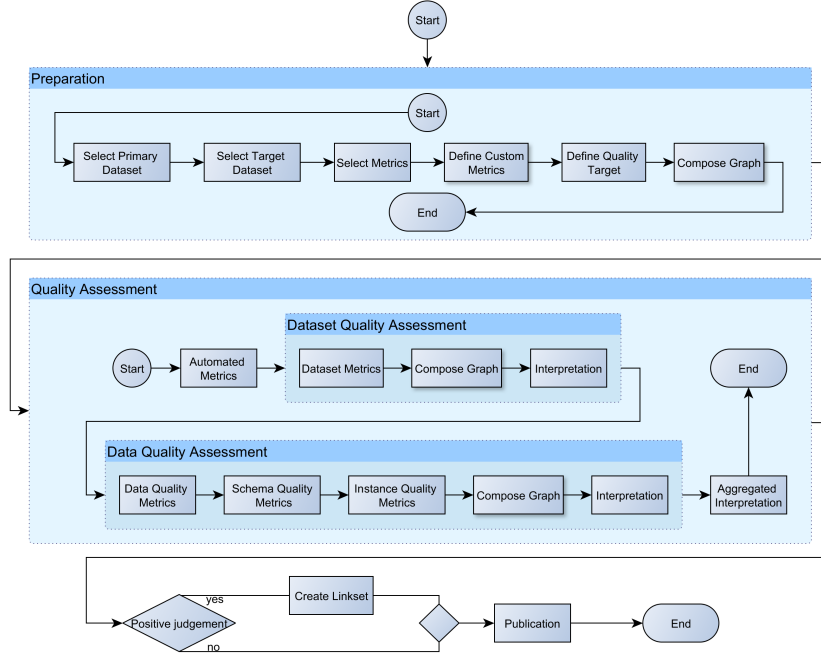 Start
Preparation
Start
Select Primary
Dataset
Select Target
Dataset
Select Metrics
Define Custom
Metrics
Define Quality
Target
Compose Graph
End
Quality Assessment
Dataset Quality Assessment
Start
Automated
Metrics
Dataset Metrics
Compose Graph
Interpretation
End
Data Quality Assessment
Data Quality
Metrics
Schema Quality
Metrics
Instance Quality
Metrics
Compose Graph
Interpretation
Aggregated
Interpretation
Positive judgement
yes
no
Create Linkset
Publication
End